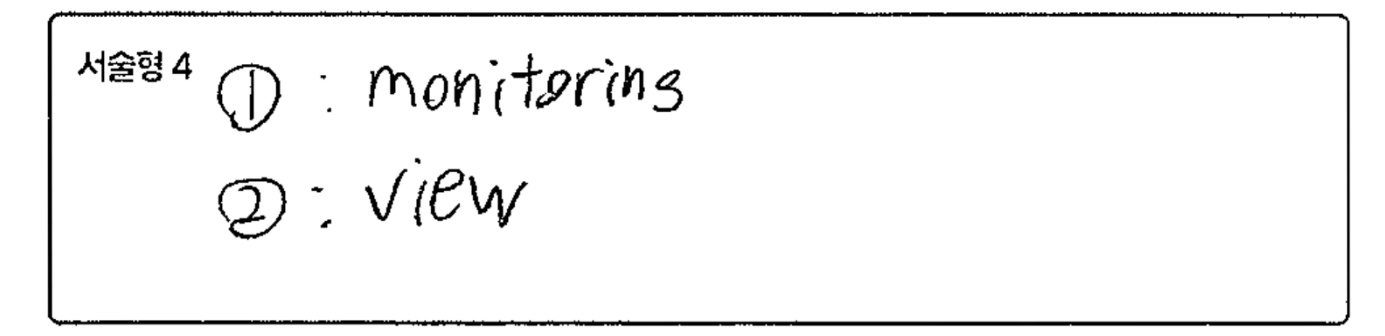 서술형 4 ① : monitoring
② : view